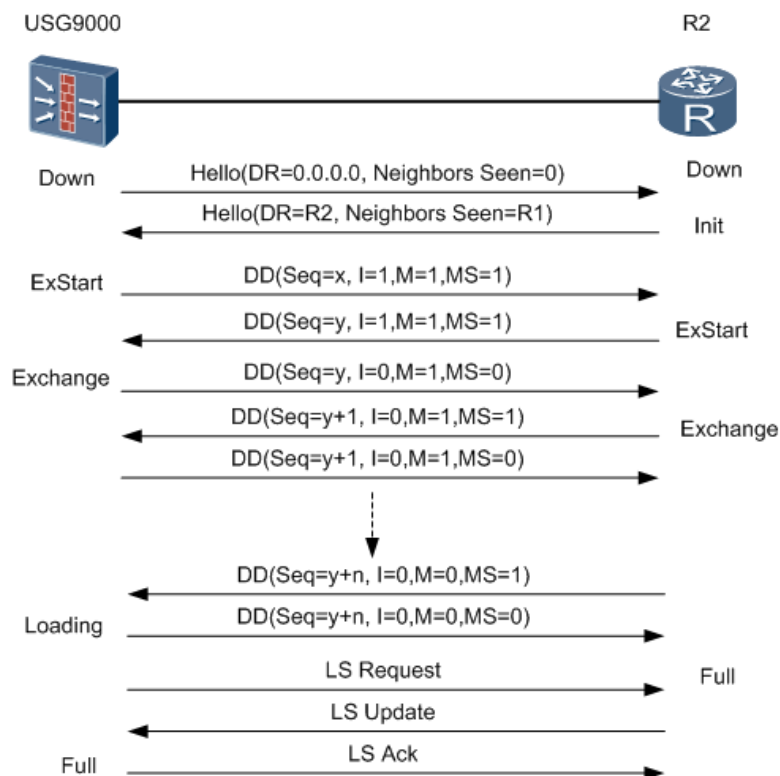 USG9000
R2
R
Down
Hello(DR=0.0.0.0, Neighbors Seen=0)
Down
Hello(DR=R2, Neighbors Seen=R1)
Init
ExStart
DD(Seq=x, I=1,M=1,MS=1)
DD(Seq=y, I=1,M=1,MS=1)
ExStart
Exchange
DD(Seq=y, I=0,M=1,MS=0)
DD(Seq=y+1, I=0,M=1,MS=1)
Exchange
DD(Seq=y+1, I=0,M=1,MS=0)
DD(Seq=y+n, I=0,M=0,MS=1)
Loading
DD(Seq=y+n, I=0,M=0,MS=0)
LS Request
Full
LS Update
Full
LS Ack